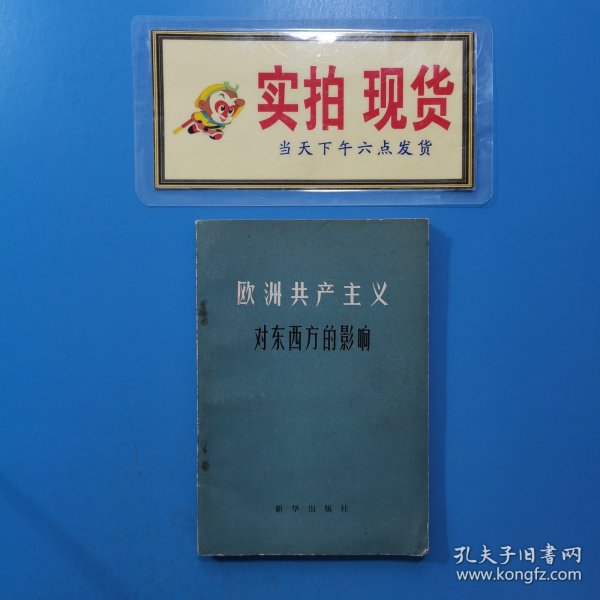 实拍 现货
当天下午六点发货
欧洲共产主义
对东西方的影响
新华出版社
孔夫子旧书网
www.kongfz.com